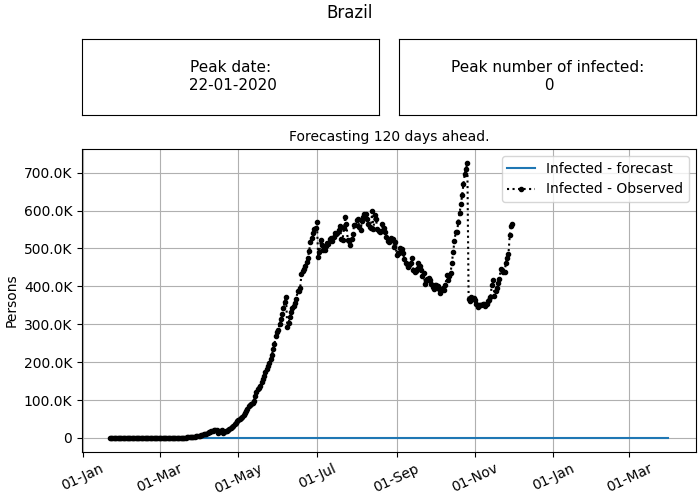 Brazil
Peak date:
22-01-2020
Peak number of infected:
0
Forecasting 120 days ahead.
Infected - forecast
Infected - Observed
Persons
700.0K
600.0K
500.0K
400.0K
300.0K
200.0K
100.0K
0
01-Jan
01-Mar
01-May
01-Jul
01-Sep
01-Nov
01-Jan
01-Mar